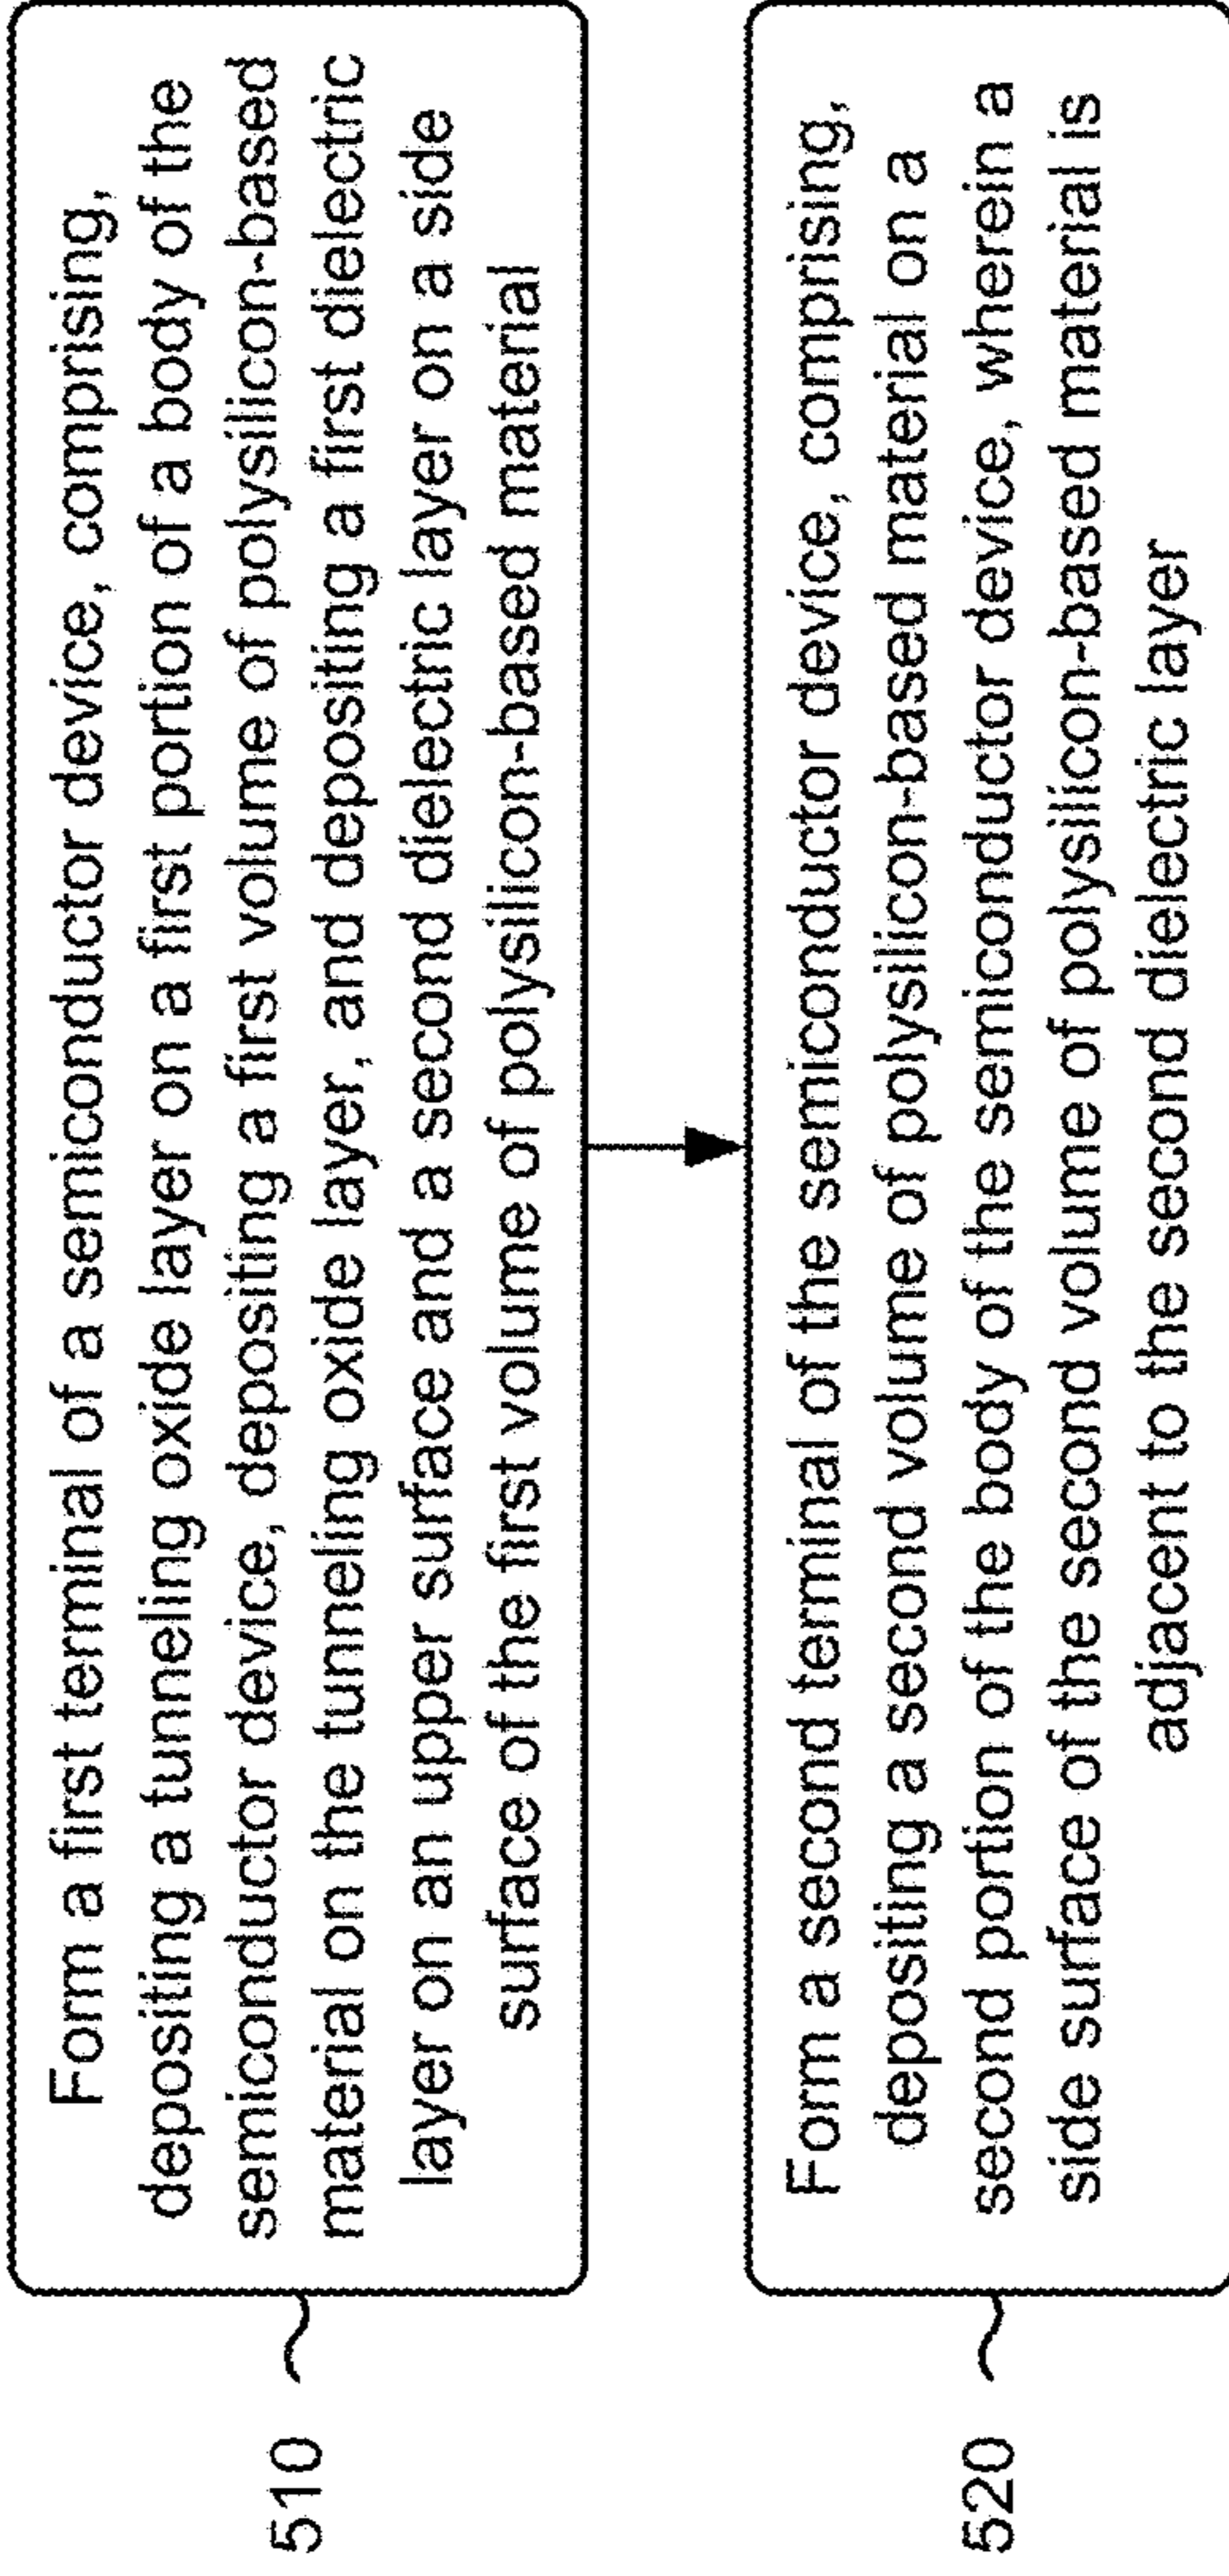 510
Form a first terminal of a semiconductor device, comprising,
depositing a tunneling oxide layer on a first portion of a body of the
semiconductor device, depositing a first volume of polysilicon-based
material on the tunneling oxide layer, and depositing a first dielectric
layer on an upper surface and a second dielectric layer on a side
surface of the first volume of polysilicon-based material
520
Form a second terminal of the semiconductor device, comprising,
depositing a second volume of polysilicon-based material on a
second portion of the body of the semiconductor device, wherein a
side surface of the second volume of polysilicon-based material is
adjacent to the second dielectric layer